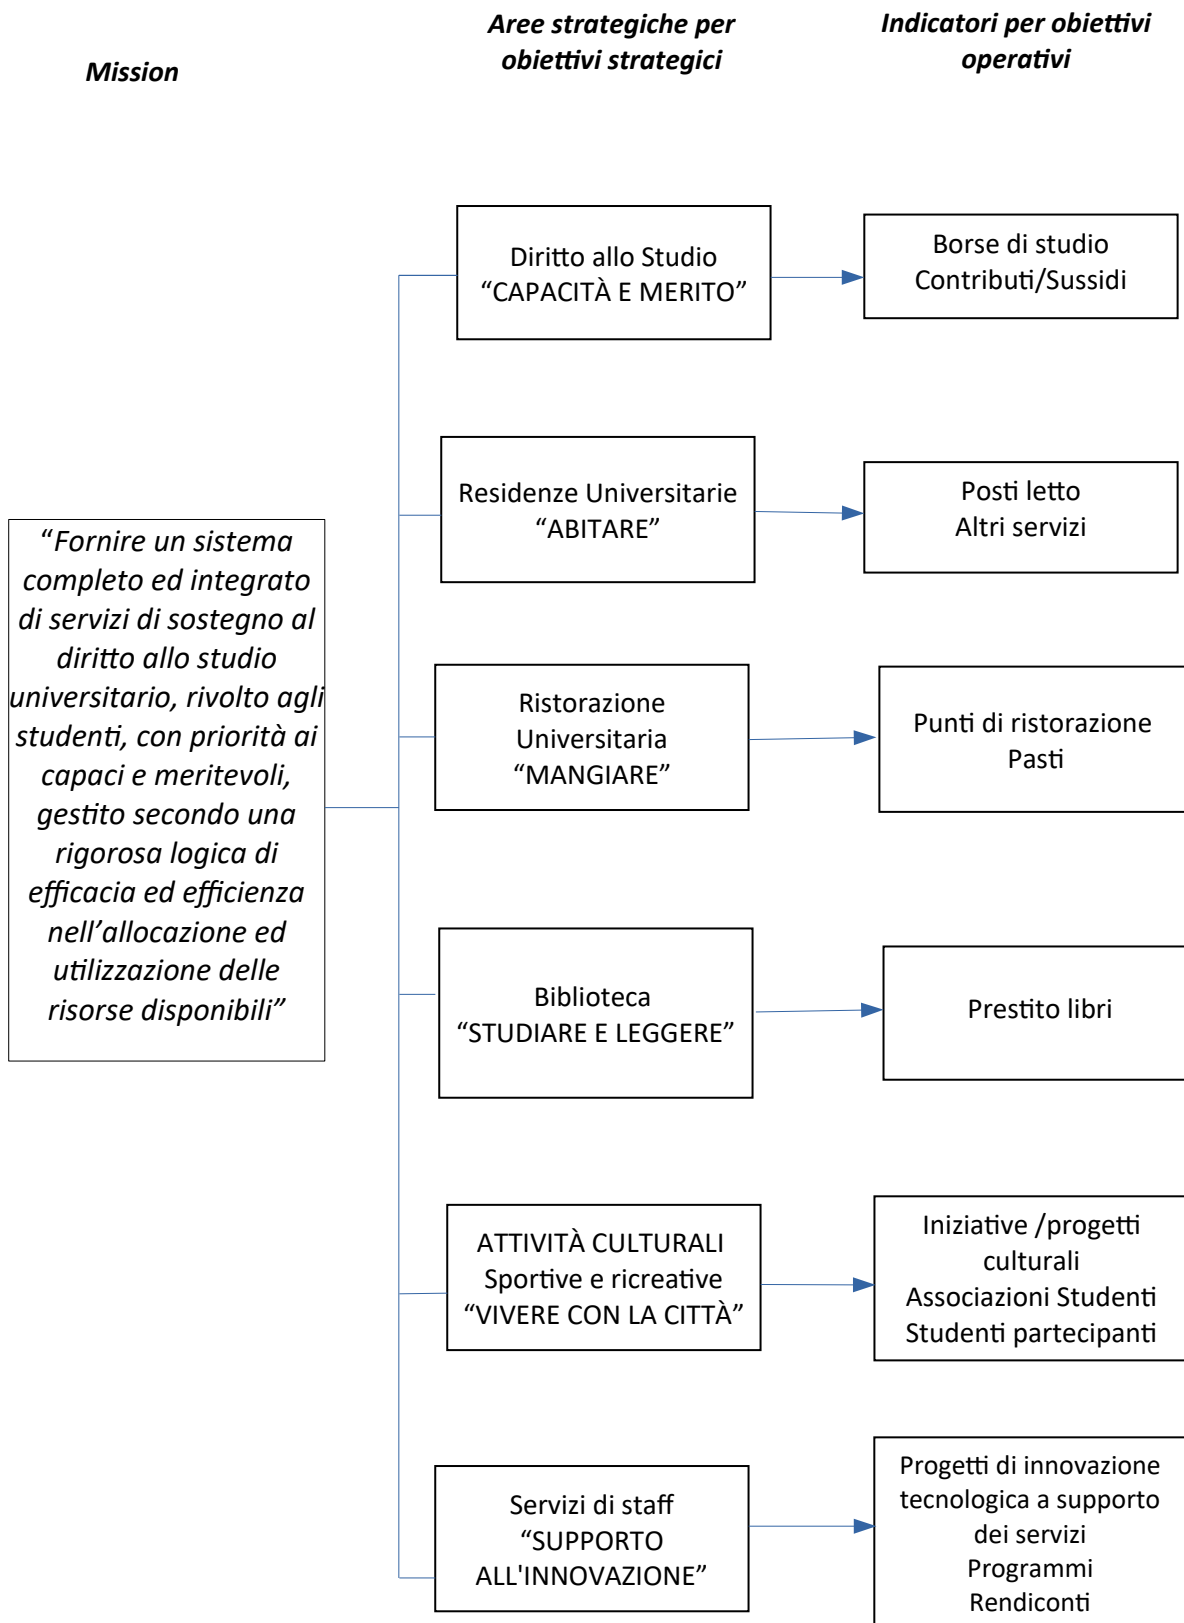 Mission
Aree strategiche per
obiettivi strategici
Indicatori per obiettivi
operativi
Diritto allo Studio
“CAPACITÀ E MERITO”
Borse di studio
Contributi/Sussidi
Residenze Universitarie
“ABITARE”
Posti letto
Altri servizi
“Fornire un sistema
completo ed integrato
di servizi di sostegno al
diritto allo studio
universitario, rivolto agli
studenti, con priorità ai
capaci e meritevoli,
gestito secondo una
rigorosa logica di
efficacia ed efficienza
nell’allocazione ed
utilizzazione delle
risorse disponibili”
Ristorazione
Universitaria
“MANGIARE”
Punti di ristorazione
Pasti
Biblioteca
“STUDIARE E LEGGERE”
Prestito libri
ATTIVITÀ CULTURALI
Sportive e ricreative
“VIVERE CON LA CITTÀ”
Iniziative /progetti
culturali
Associazioni Studenti
Studenti partecipanti
Servizi di staff
“SUPPORTO
ALL'INNOVAZIONE”
Progetti di innovazione
tecnologica a supporto
dei servizi
Programmi
Rendiconti